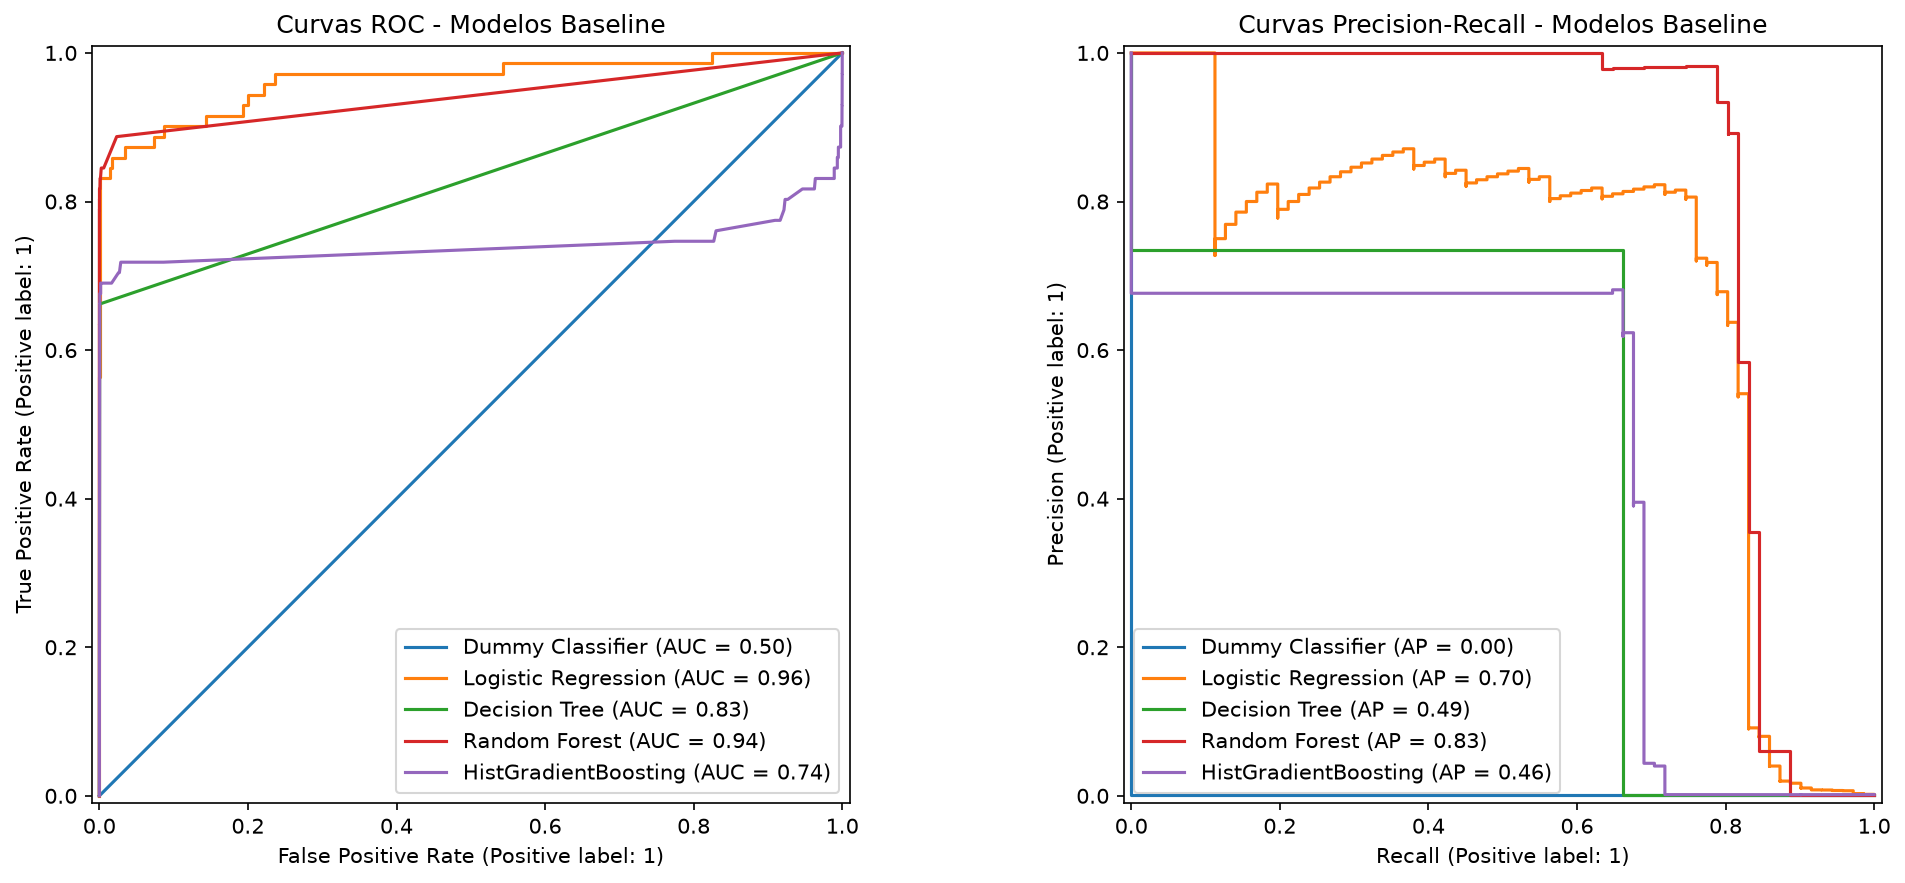 Curvas ROC - Modelos Baseline
True Positive Rate (Positive label: 1)
1.0
0.8
0.6
0.4
0.2
0.0
Dummy Classifier (AUC = 0.50)
Logistic Regression (AUC = 0.96)
Decision Tree (AUC = 0.83)
Random Forest (AUC = 0.94)
HistGradientBoosting (AUC = 0.74)
0.0 0.2 0.4 0.6 0.8 1.0
False Positive Rate (Positive label: 1)
Curvas Precision-Recall - Modelos Baseline
Precision (Positive label: 1)
1.0
0.8
0.6
0.4
0.2
0.0
Dummy Classifier (AP = 0.00)
Logistic Regression (AP = 0.70)
Decision Tree (AP = 0.49)
Random Forest (AP = 0.83)
HistGradientBoosting (AP = 0.46)
0.0 0.2 0.4 0.6 0.8 1.0
Recall (Positive label: 1)